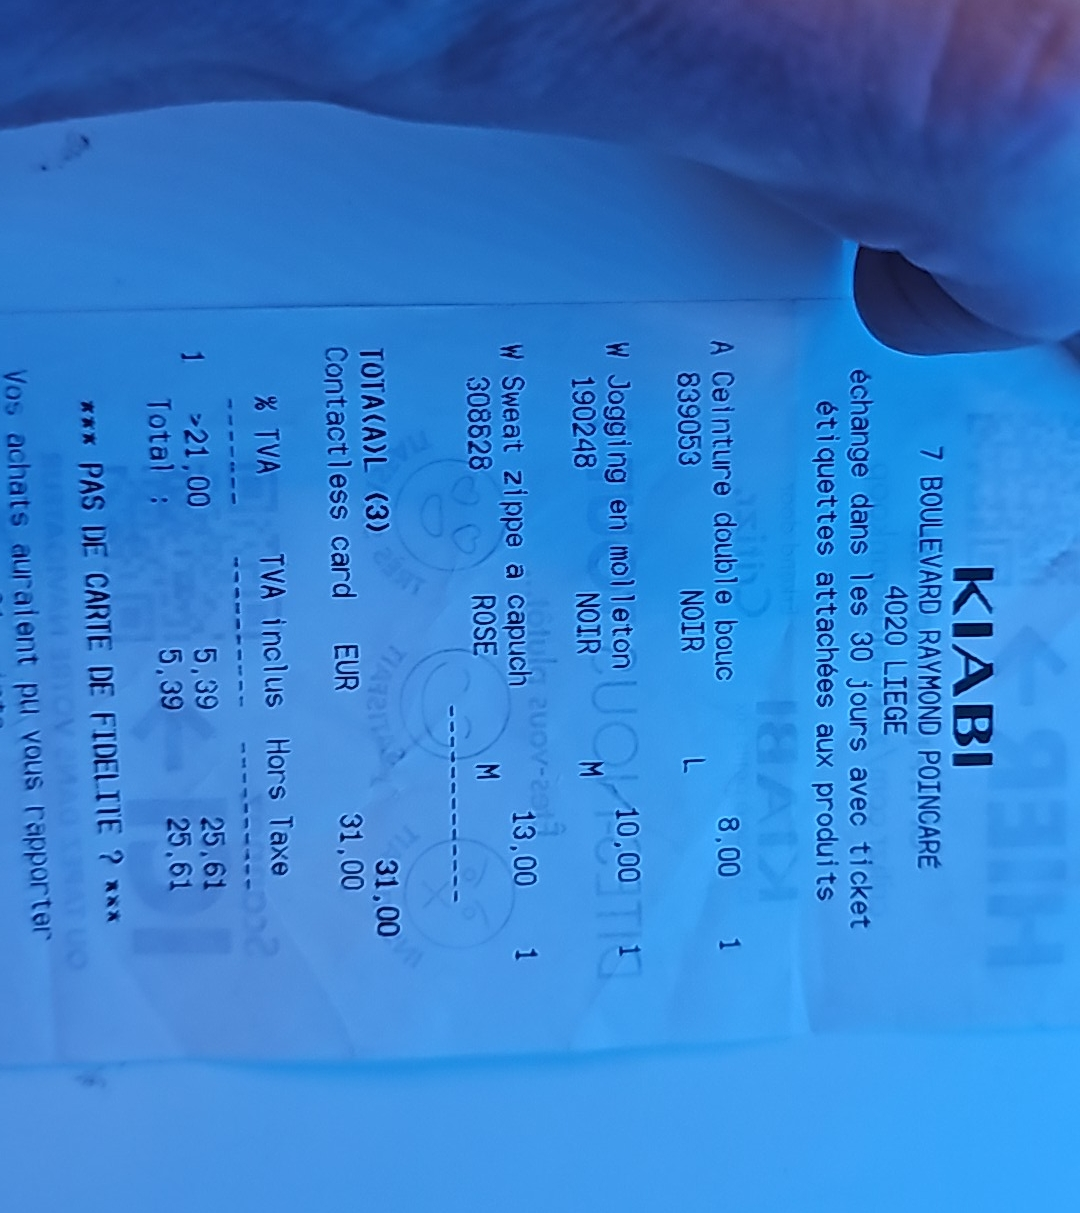 KIABI
7 BOULEVARD RAYMOND POINCARÉ
4020 LIEGE
échange dans les 30 jours avec ticket
étiquettes attachées aux produits
A Ceinture double bouc 8,00 1
839053 NOIR L
W Jogging en molleton 10,00 1
190248 NOIR M
W Sweat zippe a capuch 13,00 1
308628 ROSE M
-------------
TOTA(A)L (3) 31,00
Contactless card EUR 31,00
% TVA TVA inclus Hors Taxe
------- ---------- ----------
1 >21,00 5,39 25,61
Total : 5,39 25,61
*** PAS DE CARTE DE FIDELITE ? ***
Vos achats auraient pu vous rapporter